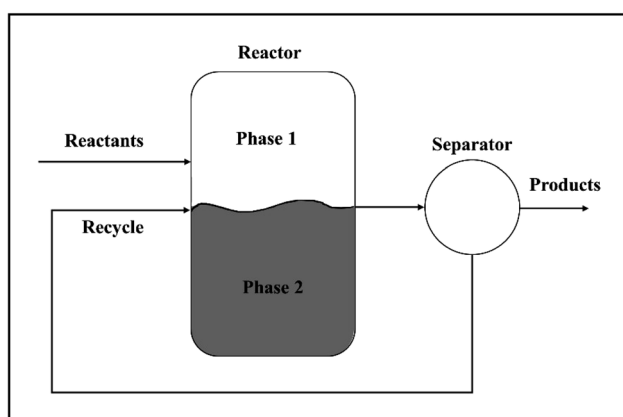 Reactor
Phase 1
Reactants
Separator
Products
Recycle
Phase 2